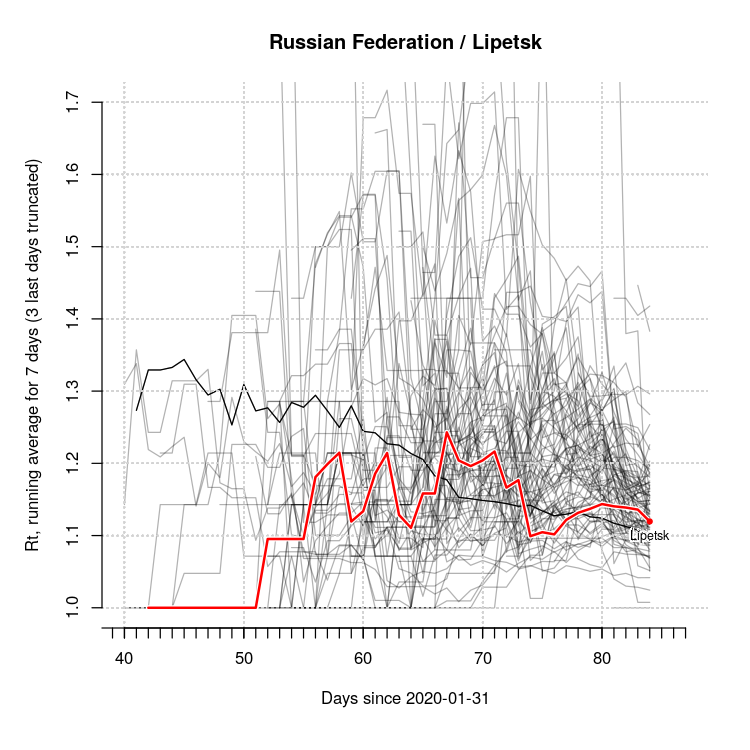 Russian Federation / Lipetsk
Rt, running average for 7 days (3 last days truncated)
1.7
1.6
1.5
1.4
1.3
1.2
1.1
1.0
Lipetsk
40 50 60 70 80
Days since 2020-01-31